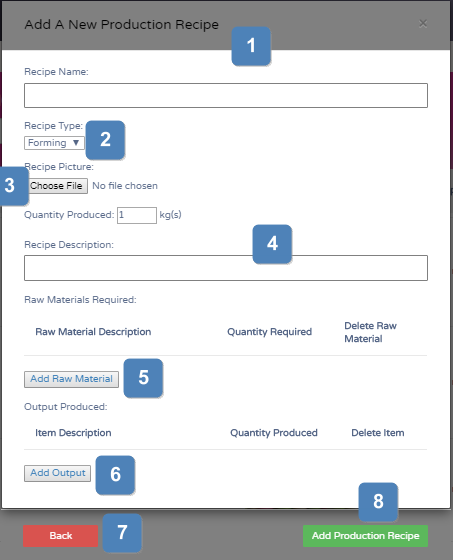 Add A New Production Recipe ×
1
Recipe Name:
Recipe Type:
Forming ▼ 2
Recipe Picture:
3 Choose File No file chosen
Quantity Produced: 1 kg(s)
Recipe Description: 4
Raw Materials Required:
Raw Material Description Quantity Required Delete Raw Material
Add Raw Material 5
Output Produced:
Item Description Quantity Produced Delete Item
Add Output 6
Back 7 8 Add Production Recipe